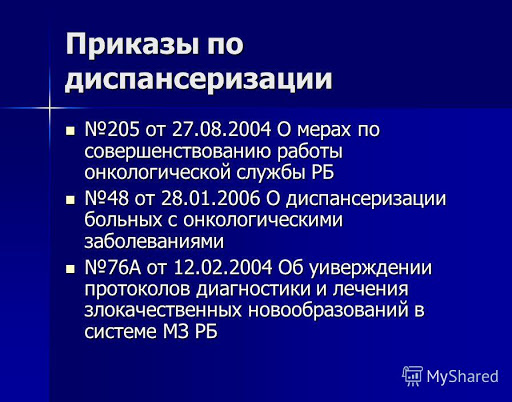 Приказы по
диспансеризации
№205 от 27.08.2004 О мерах по
совершенствованию работы
онкологической службы РБ
№48 от 28.01.2006 О диспансеризации
больных с онкологическими
заболеваниями
№76А от 12.02.2004 Об уиверждении
протоколов диагностики и лечения
злокачественных новообразований в
системе МЗ РБ
MyShared